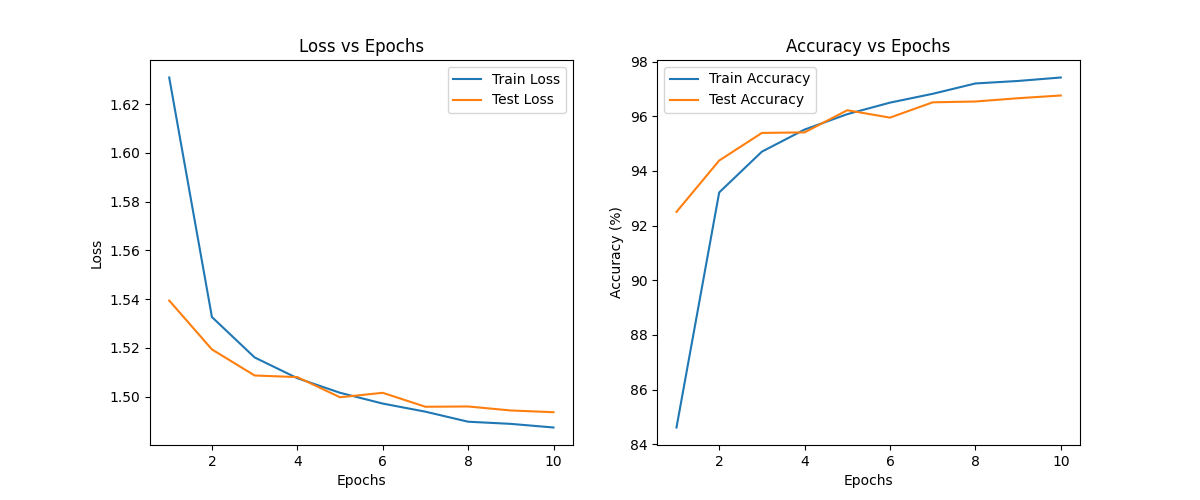 Loss vs Epochs
Train Loss
Test Loss
1.62
1.60
1.58
1.56
1.54
1.52
1.50
Loss
2
4
6
8
10
Epochs
Accuracy vs Epochs
Train Accuracy
Test Accuracy
98
96
94
92
90
88
86
84
Accuracy (%)
2
4
6
8
10
Epochs